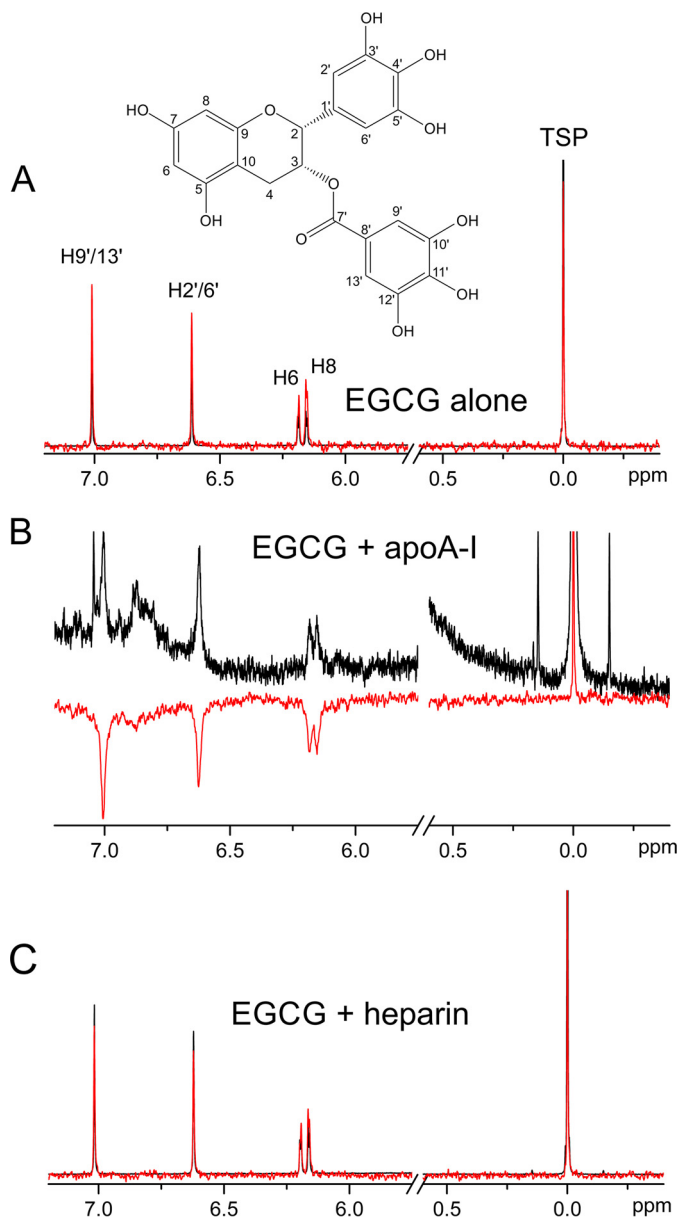 OH
3'
4'
OH
2'
HO
7
8
O
1'
5'
OH
9
2
6'
TSP
A
6
10
3
5
4
O
OH
7'
9'
OH
O
8'
10'
H9'/13'
13'
11'
OH
H2'/6'
12'
OH
H6
H8
EGCG alone
7.0
6.5
6.0
0.5
0.0
ppm
B
EGCG + apoA-I
7.0
6.5
6.0
0.5
0.0
ppm
C
EGCG + heparin
7.0
6.5
6.0
0.5
0.0
ppm